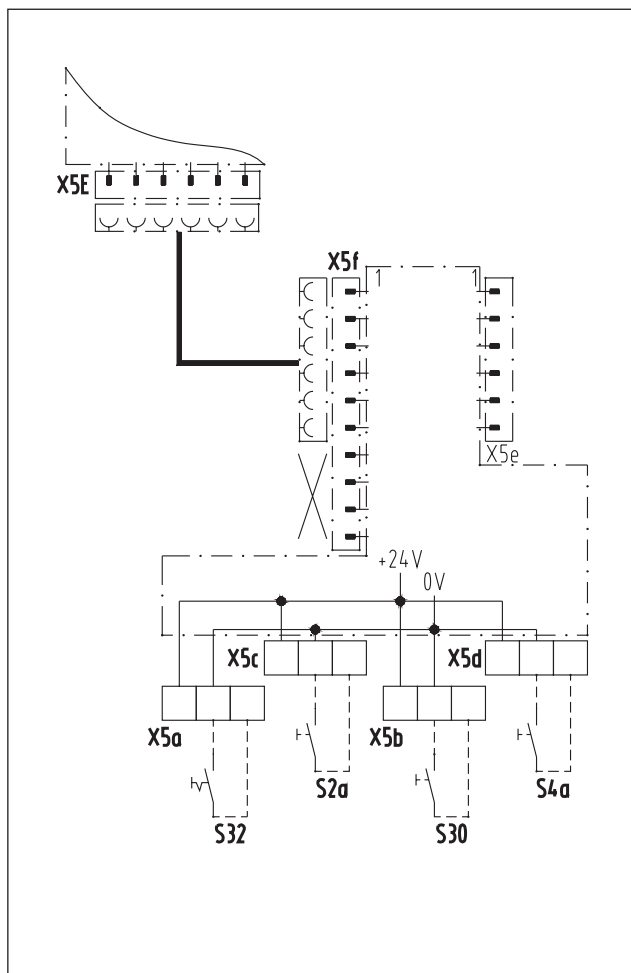 X5E
X5f
1 1
X5e
+24V
0V
X5c X5d
X5a X5b
S2a S4a
S32 S30